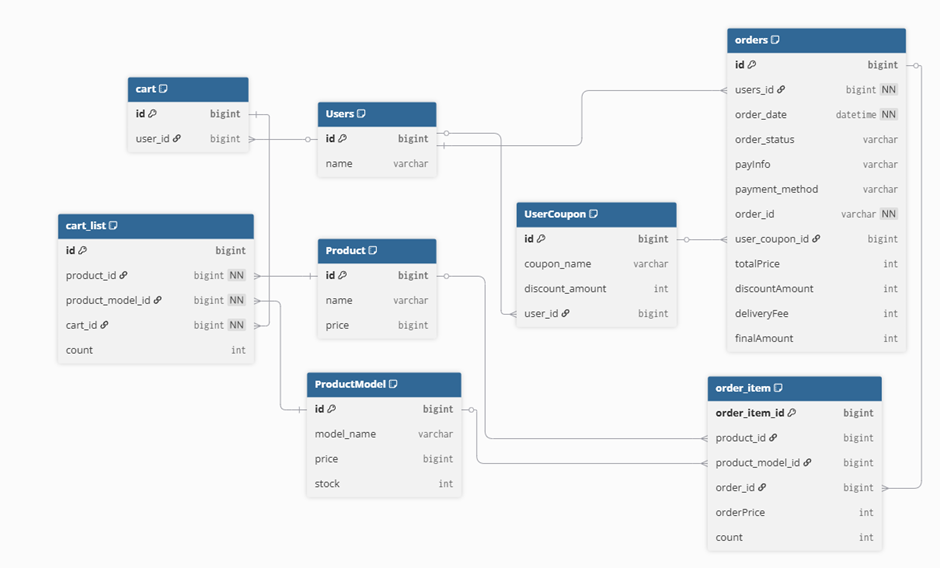 cart
id bigint
user_id bigint
Users
id bigint
name varchar
orders
id bigint
users_id bigint NN
order_date datetime NN
order_status varchar
payInfo varchar
payment_method varchar
order_id varchar NN
user_coupon_id bigint
totalPrice int
discountAmount int
deliveryFee int
finalAmount int
cart_list
id bigint
product_id bigint NN
product_model_id bigint NN
cart_id bigint NN
count int
Product
id bigint
name varchar
price bigint
UserCoupon
id bigint
coupon_name varchar
discount_amount int
user_id bigint
ProductModel
id bigint
model_name varchar
price bigint
stock int
order_item
order_item_id bigint
product_id bigint
product_model_id bigint
order_id bigint
orderPrice int
count int